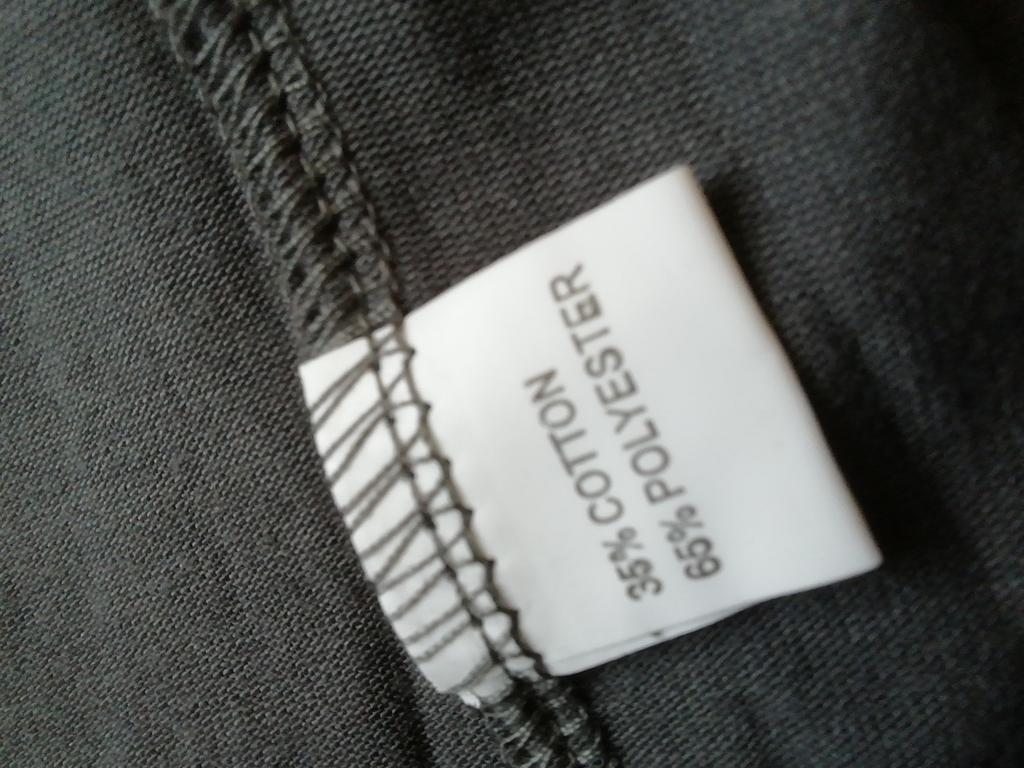 35% COTTON
65% POLYESTER